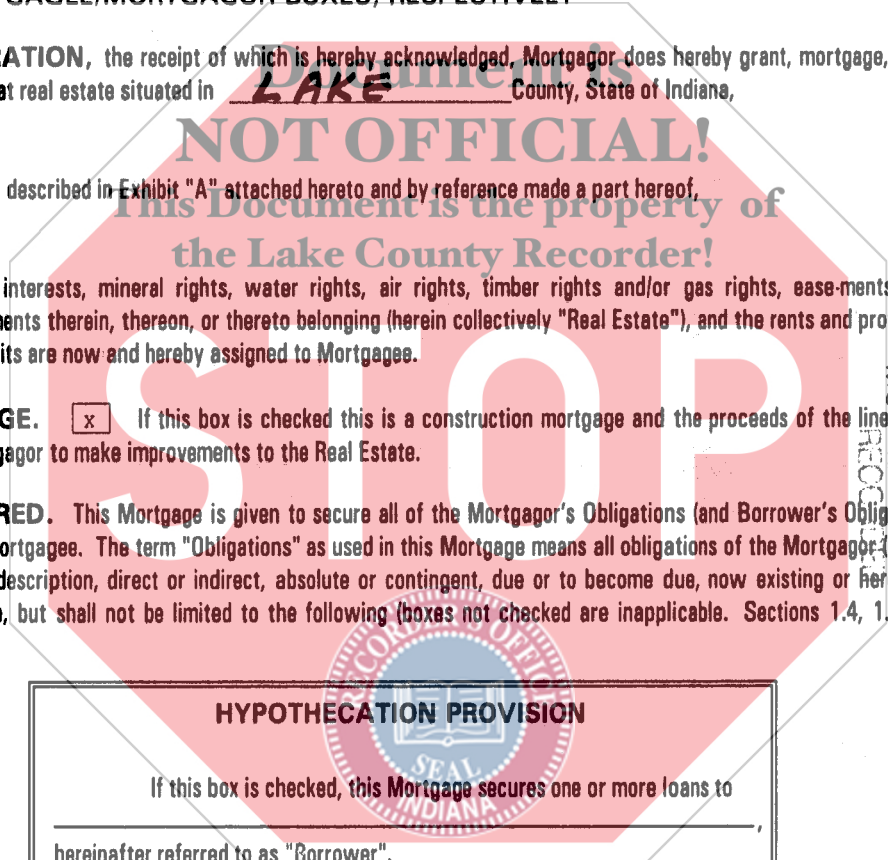 GAGEE/MORTGAGOR BOXES, RESPECTIVELY
ATION, the receipt of which is hereby acknowledged, Mortgagor does hereby grant, mortgage,
at real estate situated in LAKE County, State of Indiana,
Document is
NOT OFFICIAL!
described in Exhibit "A" attached hereto and by reference made a part hereof,
This Document is the property of
the Lake County Recorder!
interests, mineral rights, water rights, air rights, timber rights and/or gas rights, ease-ments
ents therein, thereon, or thereto belonging (herein collectively "Real Estate"), and the rents and pro
its are now and hereby assigned to Mortgagee.
STOP
GE. x If this box is checked this is a construction mortgage and the proceeds of the line
gagor to make improvements to the Real Estate.
RED. This Mortgage is given to secure all of the Mortgagor's Obligations (and Borrower's Oblig
ortgagee. The term "Obligations" as used in this Mortgage means all obligations of the Mortgagor (
description, direct or indirect, absolute or contingent, due or to become due, now existing or her
, but shall not be limited to the following (boxes not checked are inapplicable. Sections 1.4, 1.
RECORDER'S OFFICE
SEAL
INDIANA
HYPOTHECATION PROVISION
If this box is checked, this Mortgage secures one or more loans to
,
hereinafter referred to as "Borrower".